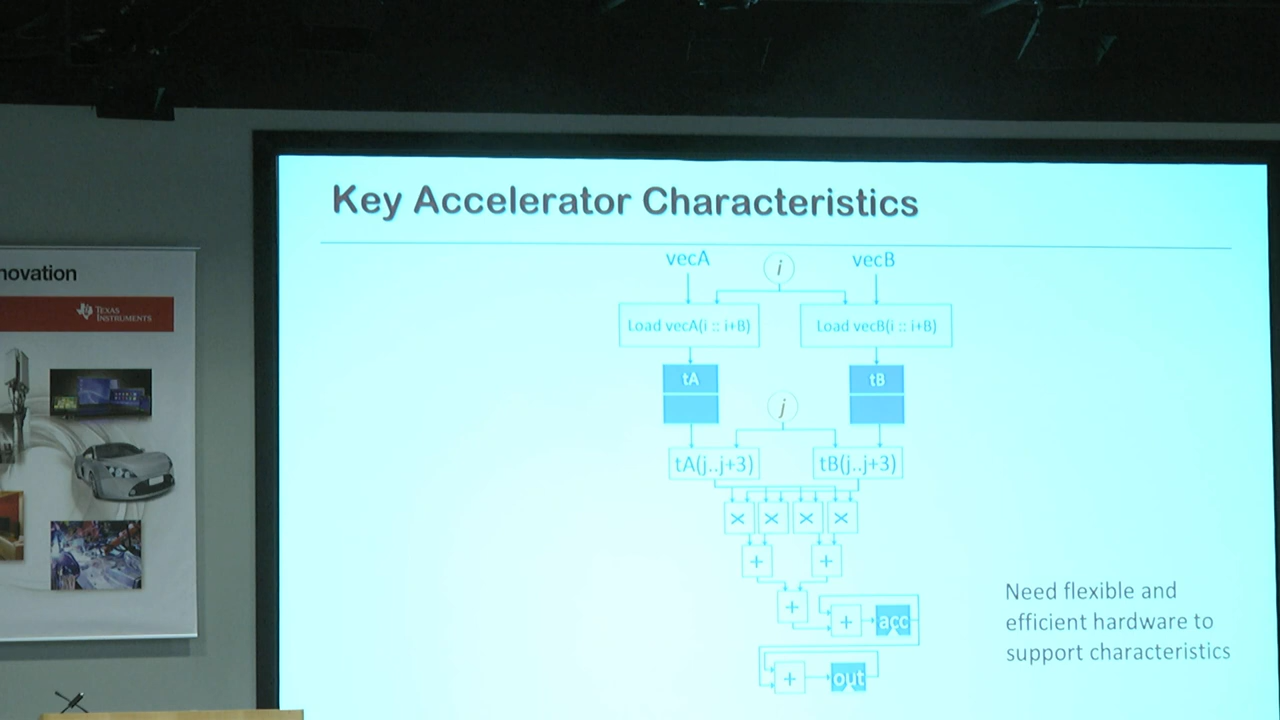 Key Accelerator Characteristics
novation
TEXAS
INSTRUMENTS
vecA
i
vecB
Load vecA(i :: i+B)
Load vecB(i :: i+B)
tA
tB
j
tA(j..j+3)
tB(j..j+3)
× × × ×
+ +
+
+ acc
+ out
Need flexible and
efficient hardware to
support characteristics